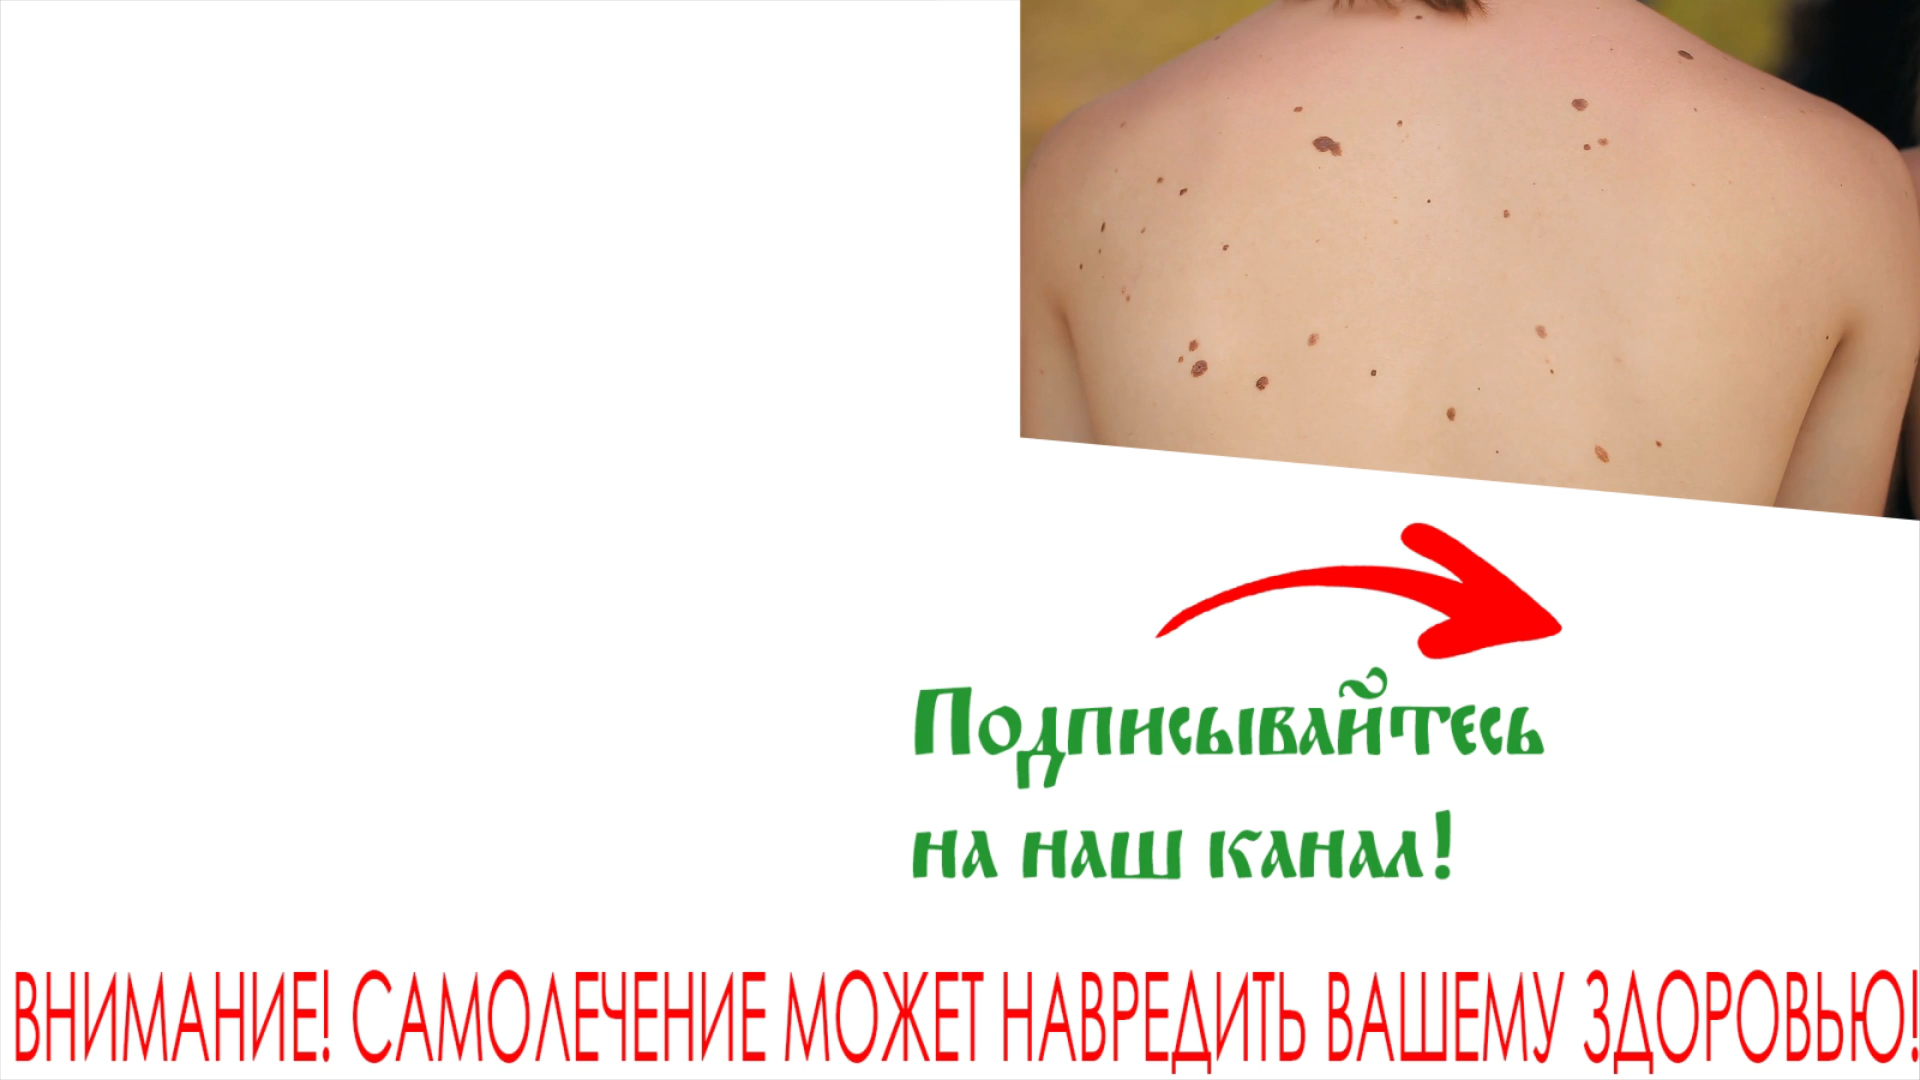 Подписывайтесь
на наш канал!
ВНИМАНИЕ! САМОЛЕЧЕНИЕ МОЖЕТ НАВРЕДИТЬ ВАШЕМУ ЗДОРОВЬЮ!